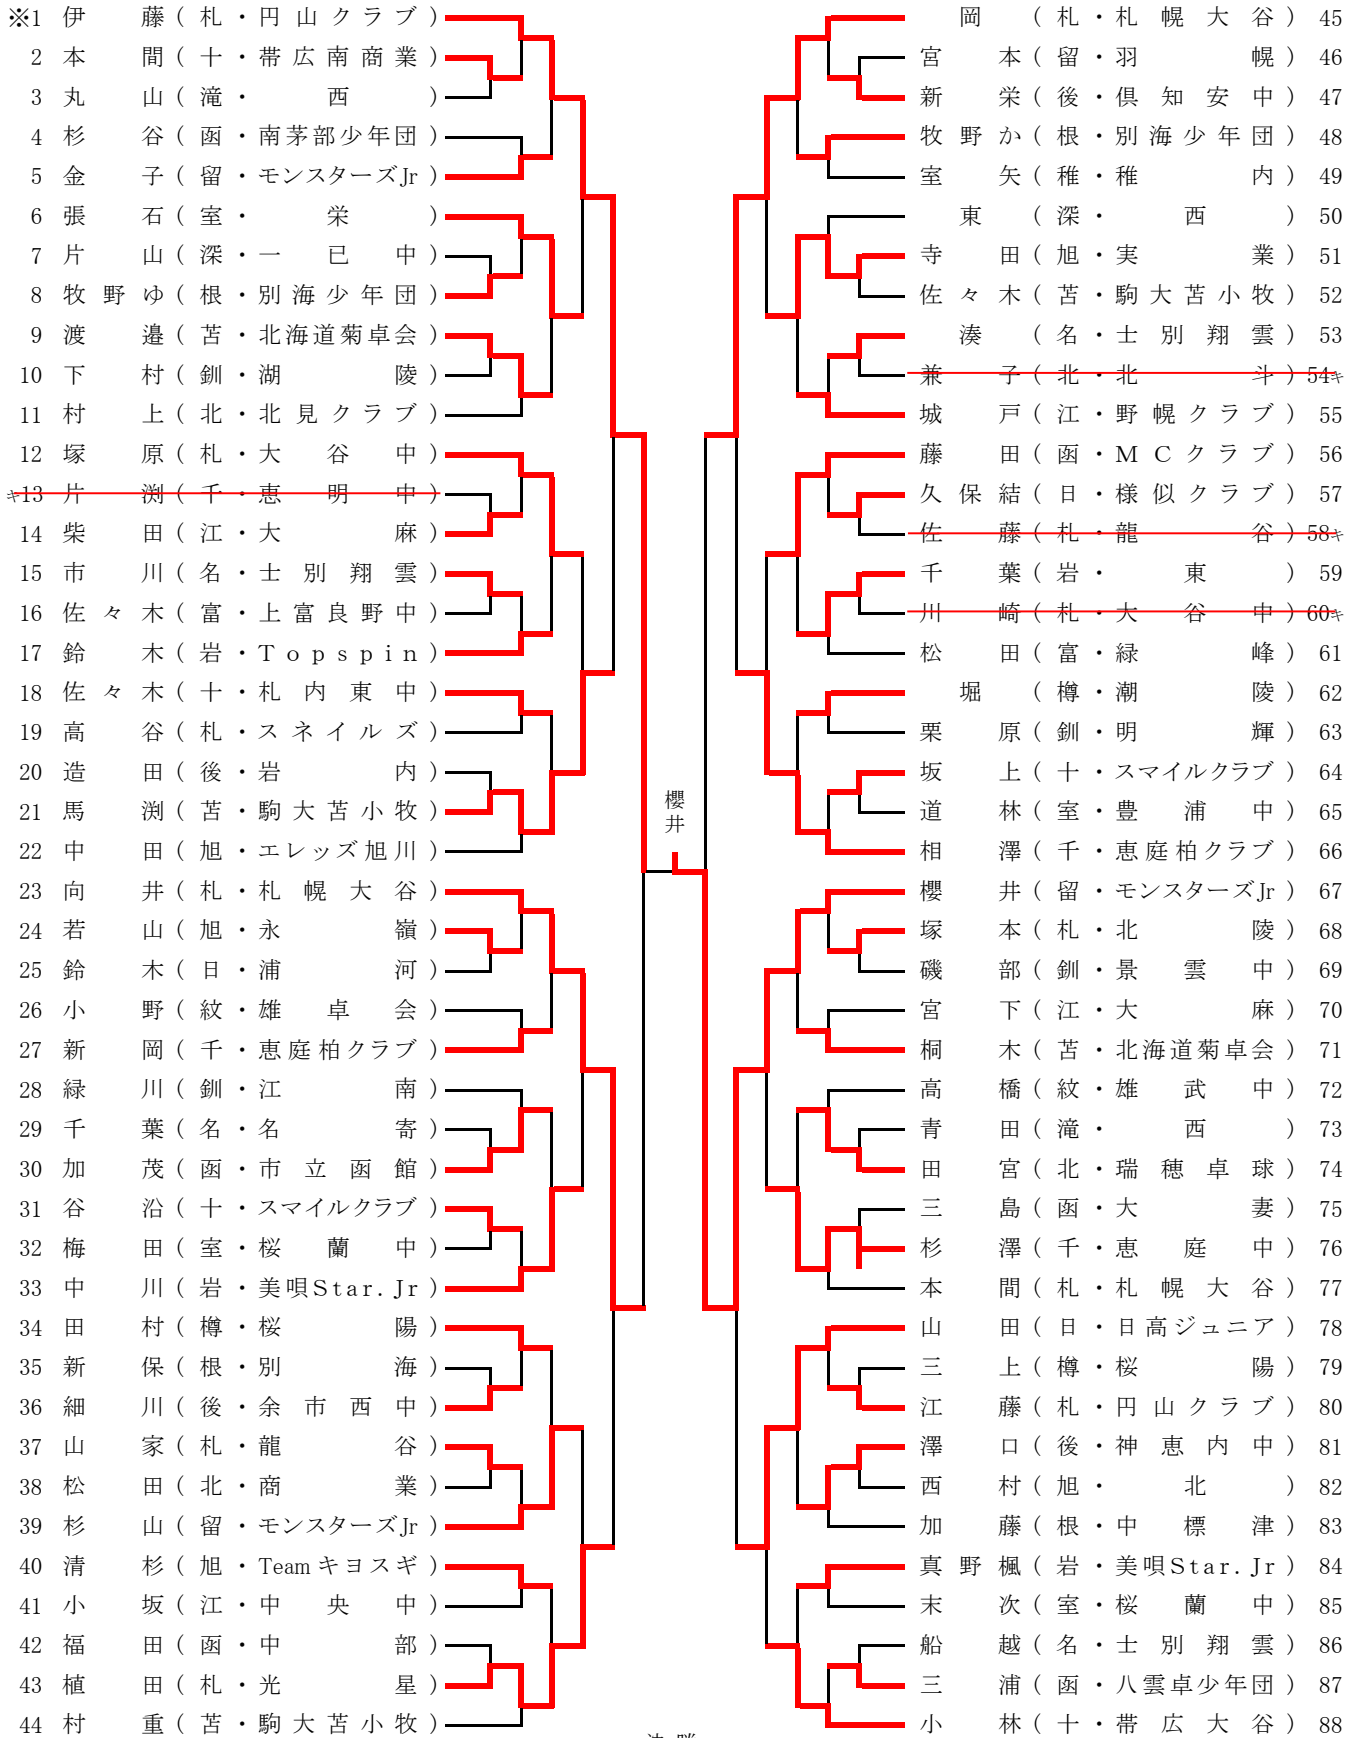 ※1 伊藤(札・円山クラブ)
2 本間(十・帯広南商業)
3 丸山(滝・西)
4 杉谷(函・南茅部少年団)
5 金子(留・モンスターズJr)
6 張石(室・栄)
7 片山(深・一已中)
8 牧野ゆ(根・別海少年団)
9 渡邉(苫・北海道菊卓会)
10 下村(釧・湖陵)
11 村上(北・北見クラブ)
12 塚原(札・大谷中)
キ13 片渕(千・恵明中)
14 柴田(江・大麻)
15 市川(名・士別翔雲)
16 佐々木(富・上富良野中)
17 鈴木(岩・Topspin)
18 佐々木(十・札内東中)
19 高谷(札・スネイルズ)
20 造田(後・岩内)
21 馬渕(苫・駒大苫小牧)
22 中田(旭・エレッズ旭川)
23 向井(札・札幌大谷)
24 若山(旭・永嶺)
25 鈴木(日・浦河)
26 小野(紋・雄卓会)
27 新岡(千・恵庭柏クラブ)
28 緑川(釧・江南)
29 千葉(名・名寄)
30 加茂(函・市立函館)
31 谷沿(十・スマイルクラブ)
32 梅田(室・桜蘭中)
33 中川(岩・美唄Star.Jr)
34 田村(樽・桜陽)
35 新保(根・別海)
36 細川(後・余市西中)
37 山家(札・龍谷)
38 松田(北・商業)
39 杉山(留・モンスターズJr)
40 清杉(旭・Teamキヨスギ)
41 小坂(江・中央中)
42 福田(函・中部)
43 植田(札・光星)
44 村重(苫・駒大苫小牧)
櫻井
岡(札・札幌大谷) 45
宮本(留・羽幌) 46
新栄(後・倶知安中) 47
牧野か(根・別海少年団) 48
室矢(稚・稚内) 49
東(深・西) 50
寺田(旭・実業) 51
佐々木(苫・駒大苫小牧) 52
湊(名・士別翔雲) 53
兼子(北・北斗) 54キ
城戸(江・野幌クラブ) 55
藤田(函・MCクラブ) 56
久保結(日・様似クラブ) 57
佐藤(札・龍谷) 58キ
千葉(岩・東) 59
川崎(札・大谷中) 60キ
松田(富・緑峰) 61
堀(樽・潮陵) 62
栗原(釧・明輝) 63
坂上(十・スマイルクラブ) 64
道林(室・豊浦中) 65
相澤(千・恵庭柏クラブ) 66
櫻井(留・モンスターズJr) 67
塚本(札・北陵) 68
磯部(釧・景雲中) 69
宮下(江・大麻) 70
桐木(苫・北海道菊卓会) 71
高橋(紋・雄武中) 72
青田(滝・西) 73
田宮(北・瑞穂卓球) 74
三島(函・大妻) 75
杉澤(千・恵庭中) 76
本間(札・札幌大谷) 77
山田(日・日高ジュニア) 78
三上(樽・桜陽) 79
江藤(札・円山クラブ) 80
澤口(後・神恵内中) 81
西村(旭・北) 82
加藤(根・中標津) 83
真野楓(岩・美唄Star.Jr) 84
末次(室・桜蘭中) 85
船越(名・士別翔雲) 86
三浦(函・八雲卓少年団) 87
小林(十・帯広大谷) 88